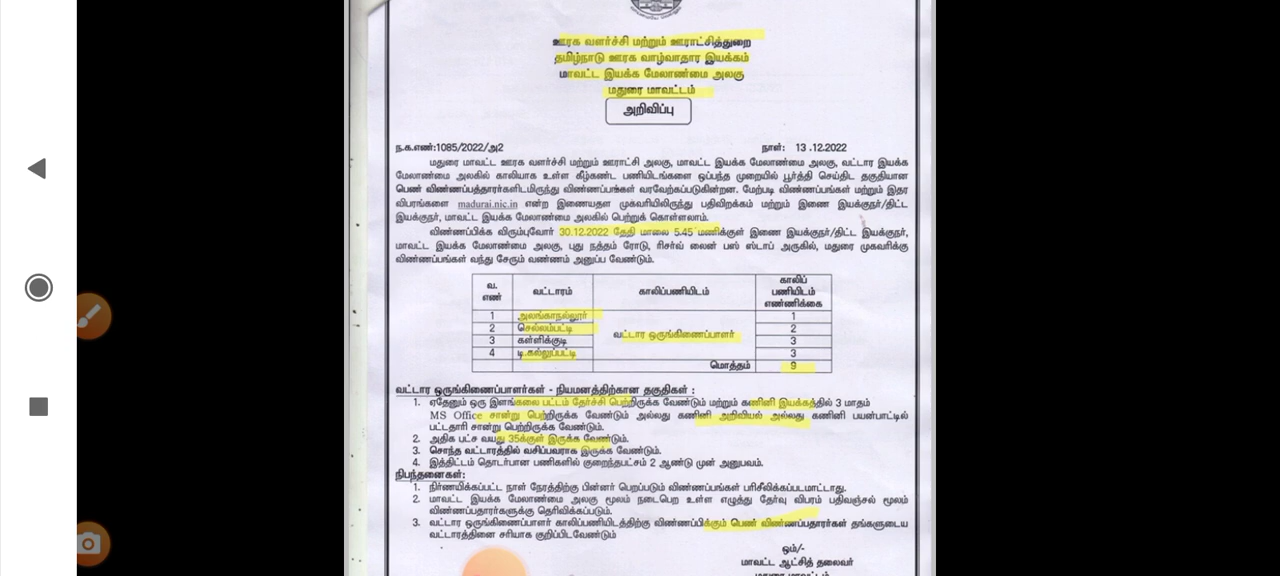 ஊரக வளர்ச்சி மற்றும் ஊராட்சித்துறை
தமிழ்நாடு ஊரக வாழ்வாதார இயக்கம்
மாவட்ட இயக்க மேலாண்மை அலகு
மதுரை மாவட்டம்
அறிவிப்பு
ந.க.எண்:1085/2022/அ2 நாள்: 13 .12.2022
மதுரை மாவட்ட ஊரக வளர்ச்சி மற்றும் ஊராட்சி அலகு, மாவட்ட இயக்க மேலாண்மை அலகு, வட்டார இயக்க
மேலாண்மை அலகில் காலியாக உள்ள கீழ்கண்ட பணியிடங்களை ஒப்பந்த முறையில் பூர்த்தி செய்திட தகுதியான
பெண் விண்ணப்பத்தாரர்களிடமிருந்து விண்ணப்பங்கள் வரவேற்கப்படுகின்றன. மேற்படி விண்ணப்பங்கள் மற்றும் இதர
விபரங்களை madurai.nic.in என்ற இணையதள முகவரியிலிருந்து பதிவிறக்கம் மற்றும் இணை இயக்குநர்/திட்ட
இயக்குநர், மாவட்ட இயக்க மேலாண்மை அலகில் பெற்றுக் கொள்ளலாம்.
விண்ணப்பிக்க விரும்புவோர் 30.12.2022 தேதி மாலை 5.45 மணிக்குள் இணை இயக்குநர்/திட்ட இயக்குநர்,
மாவட்ட இயக்க மேலாண்மை அலகு, புது நத்தம் ரோடு, ரிசர்வ் லைன் பஸ் ஸ்டாப் அருகில், மதுரை முகவரிக்கு
விண்ணப்பங்கள் வந்து சேரும் வண்ணம் அனுப்ப வேண்டும்.
வ. எண் வட்டாரம் காலிப்பணியிடம் காலிப் பணியிடம் எண்ணிக்கை
1 அலங்காநல்லூர் 1
2 செல்லம்பட்டி வட்டார ஒருங்கிணைப்பாளர் 2
3 கள்ளிக்குடி 3
4 டி.கல்லுப்பட்டி 3
மொத்தம் 9
வட்டார ஒருங்கிணைப்பாளர்கள் - நியமனத்திற்கான தகுதிகள் :
1. ஏதேனும் ஒரு இளங்கலை பட்டம் தேர்ச்சி பெற்றிருக்க வேண்டும் மற்றும் கணினி இயக்கத்தில் 3 மாதம்
MS Office சான்று பெற்றிருக்க வேண்டும் அல்லது கணினி அறிவியல் அல்லது கணினி பயன்பாட்டில்
பட்டதாரி சான்று பெற்றிருக்க வேண்டும்.
2. அதிக பட்ச வயது 35க்குள் இருக்க வேண்டும்.
3. சொந்த வட்டாரத்தில் வசிப்பவராக இருக்க வேண்டும்.
4. இத்திட்டம் தொடர்பான பணிகளில் குறைந்தபட்சம் 2 ஆண்டு முன் அனுபவம்.
நிபந்தனைகள்:
1. நிர்ணயிக்கப்பட்ட நாள் நேரத்திற்கு பின்னர் பெறப்படும் விண்ணப்பங்கள் பரிசீலிக்கப்படமாட்டாது.
2. மாவட்ட இயக்க மேலாண்மை அலகு மூலம் நடைபெற உள்ள எழுத்து தேர்வு விபரம் பதிவஞ்சல் மூலம்
விண்ணப்பதாரர்களுக்கு தெரிவிக்கப்படும்.
3. வட்டார ஒருங்கிணைப்பாளர் காலிப்பணியிடத்திற்கு விண்ணப்பிக்கும் பெண் விண்ணப்பதாரர்கள் தங்களுடைய
வட்டாரத்தினை சரியாக குறிப்பிடவேண்டும்
ஒம்/-
மாவட்ட ஆட்சித் தலைவர்
மதுரை மாவட்டம்